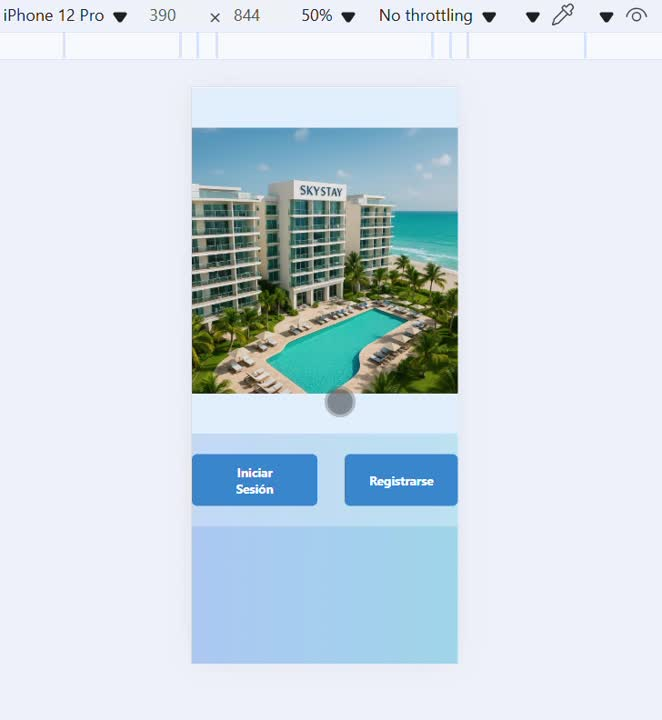 iPhone 12 Pro 390 × 844 50% No throttling
SKYSTAY
Iniciar
Sesión
Registrarse